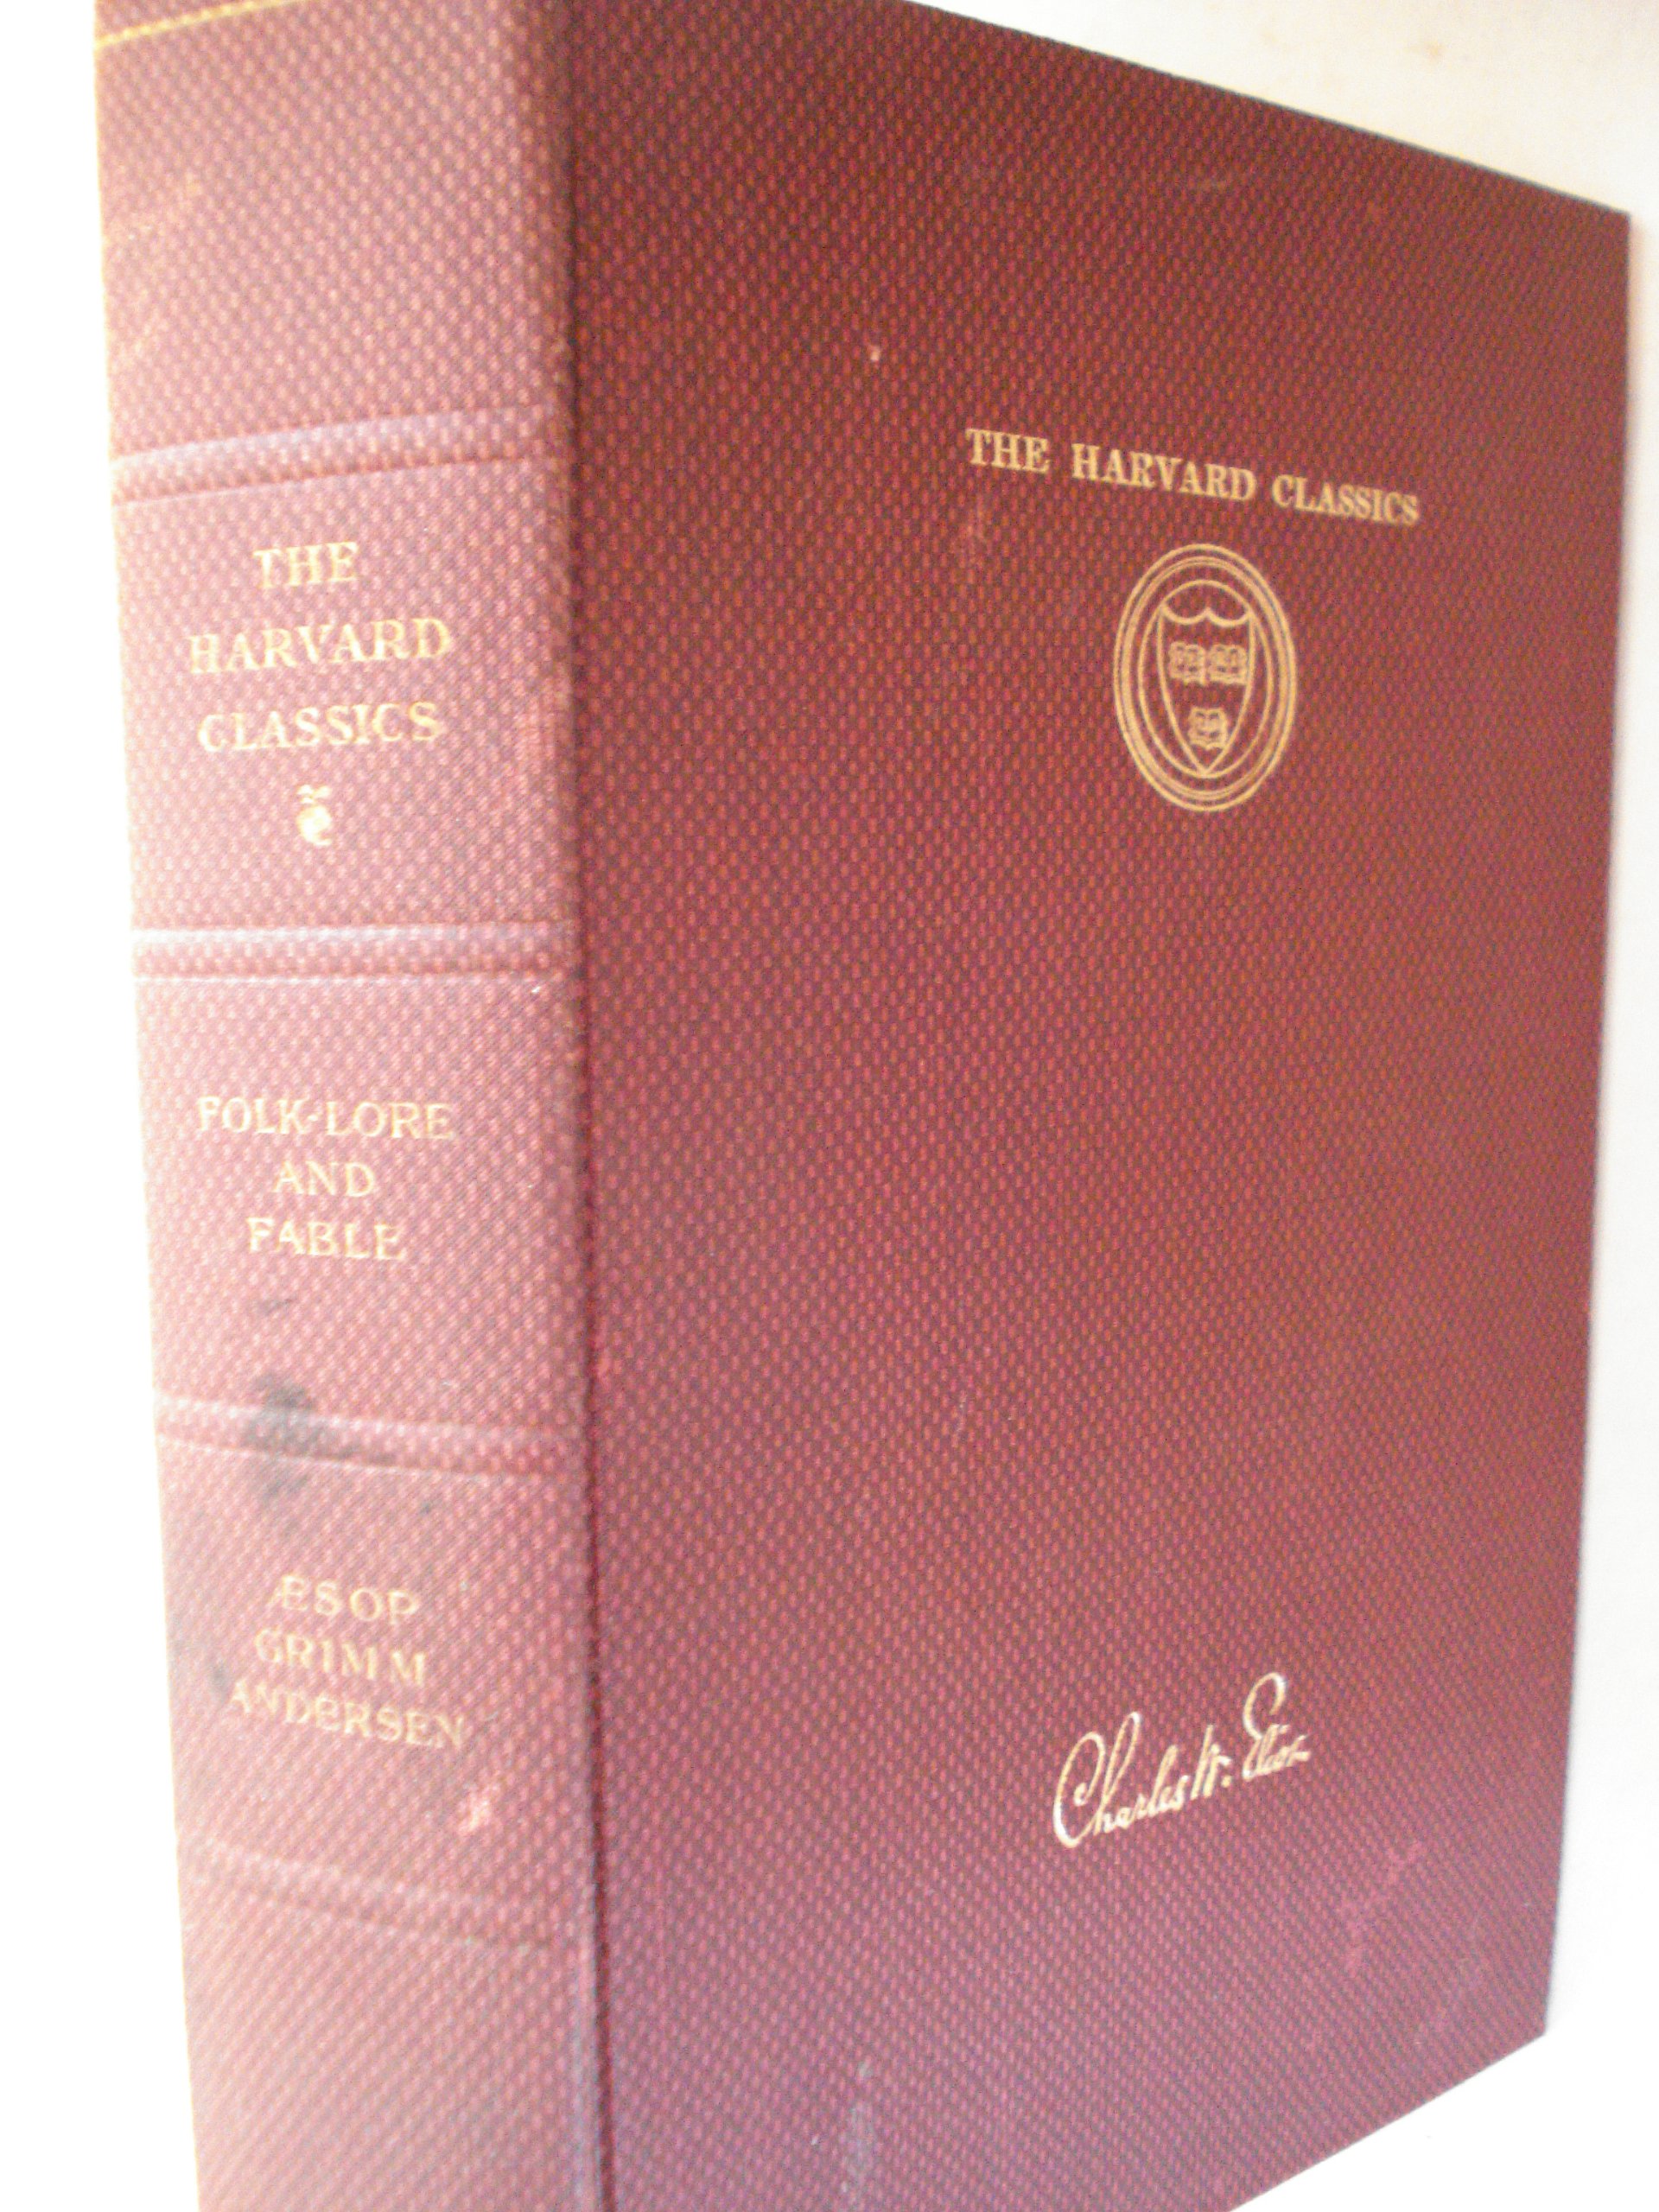 THE
HARVARD
CLASSICS
FOLK-LORE
AND
FABLE
ÆSOP
GRIMM
ANDERSEN
THE HARVARD CLASSICS
Charles W. Eliot